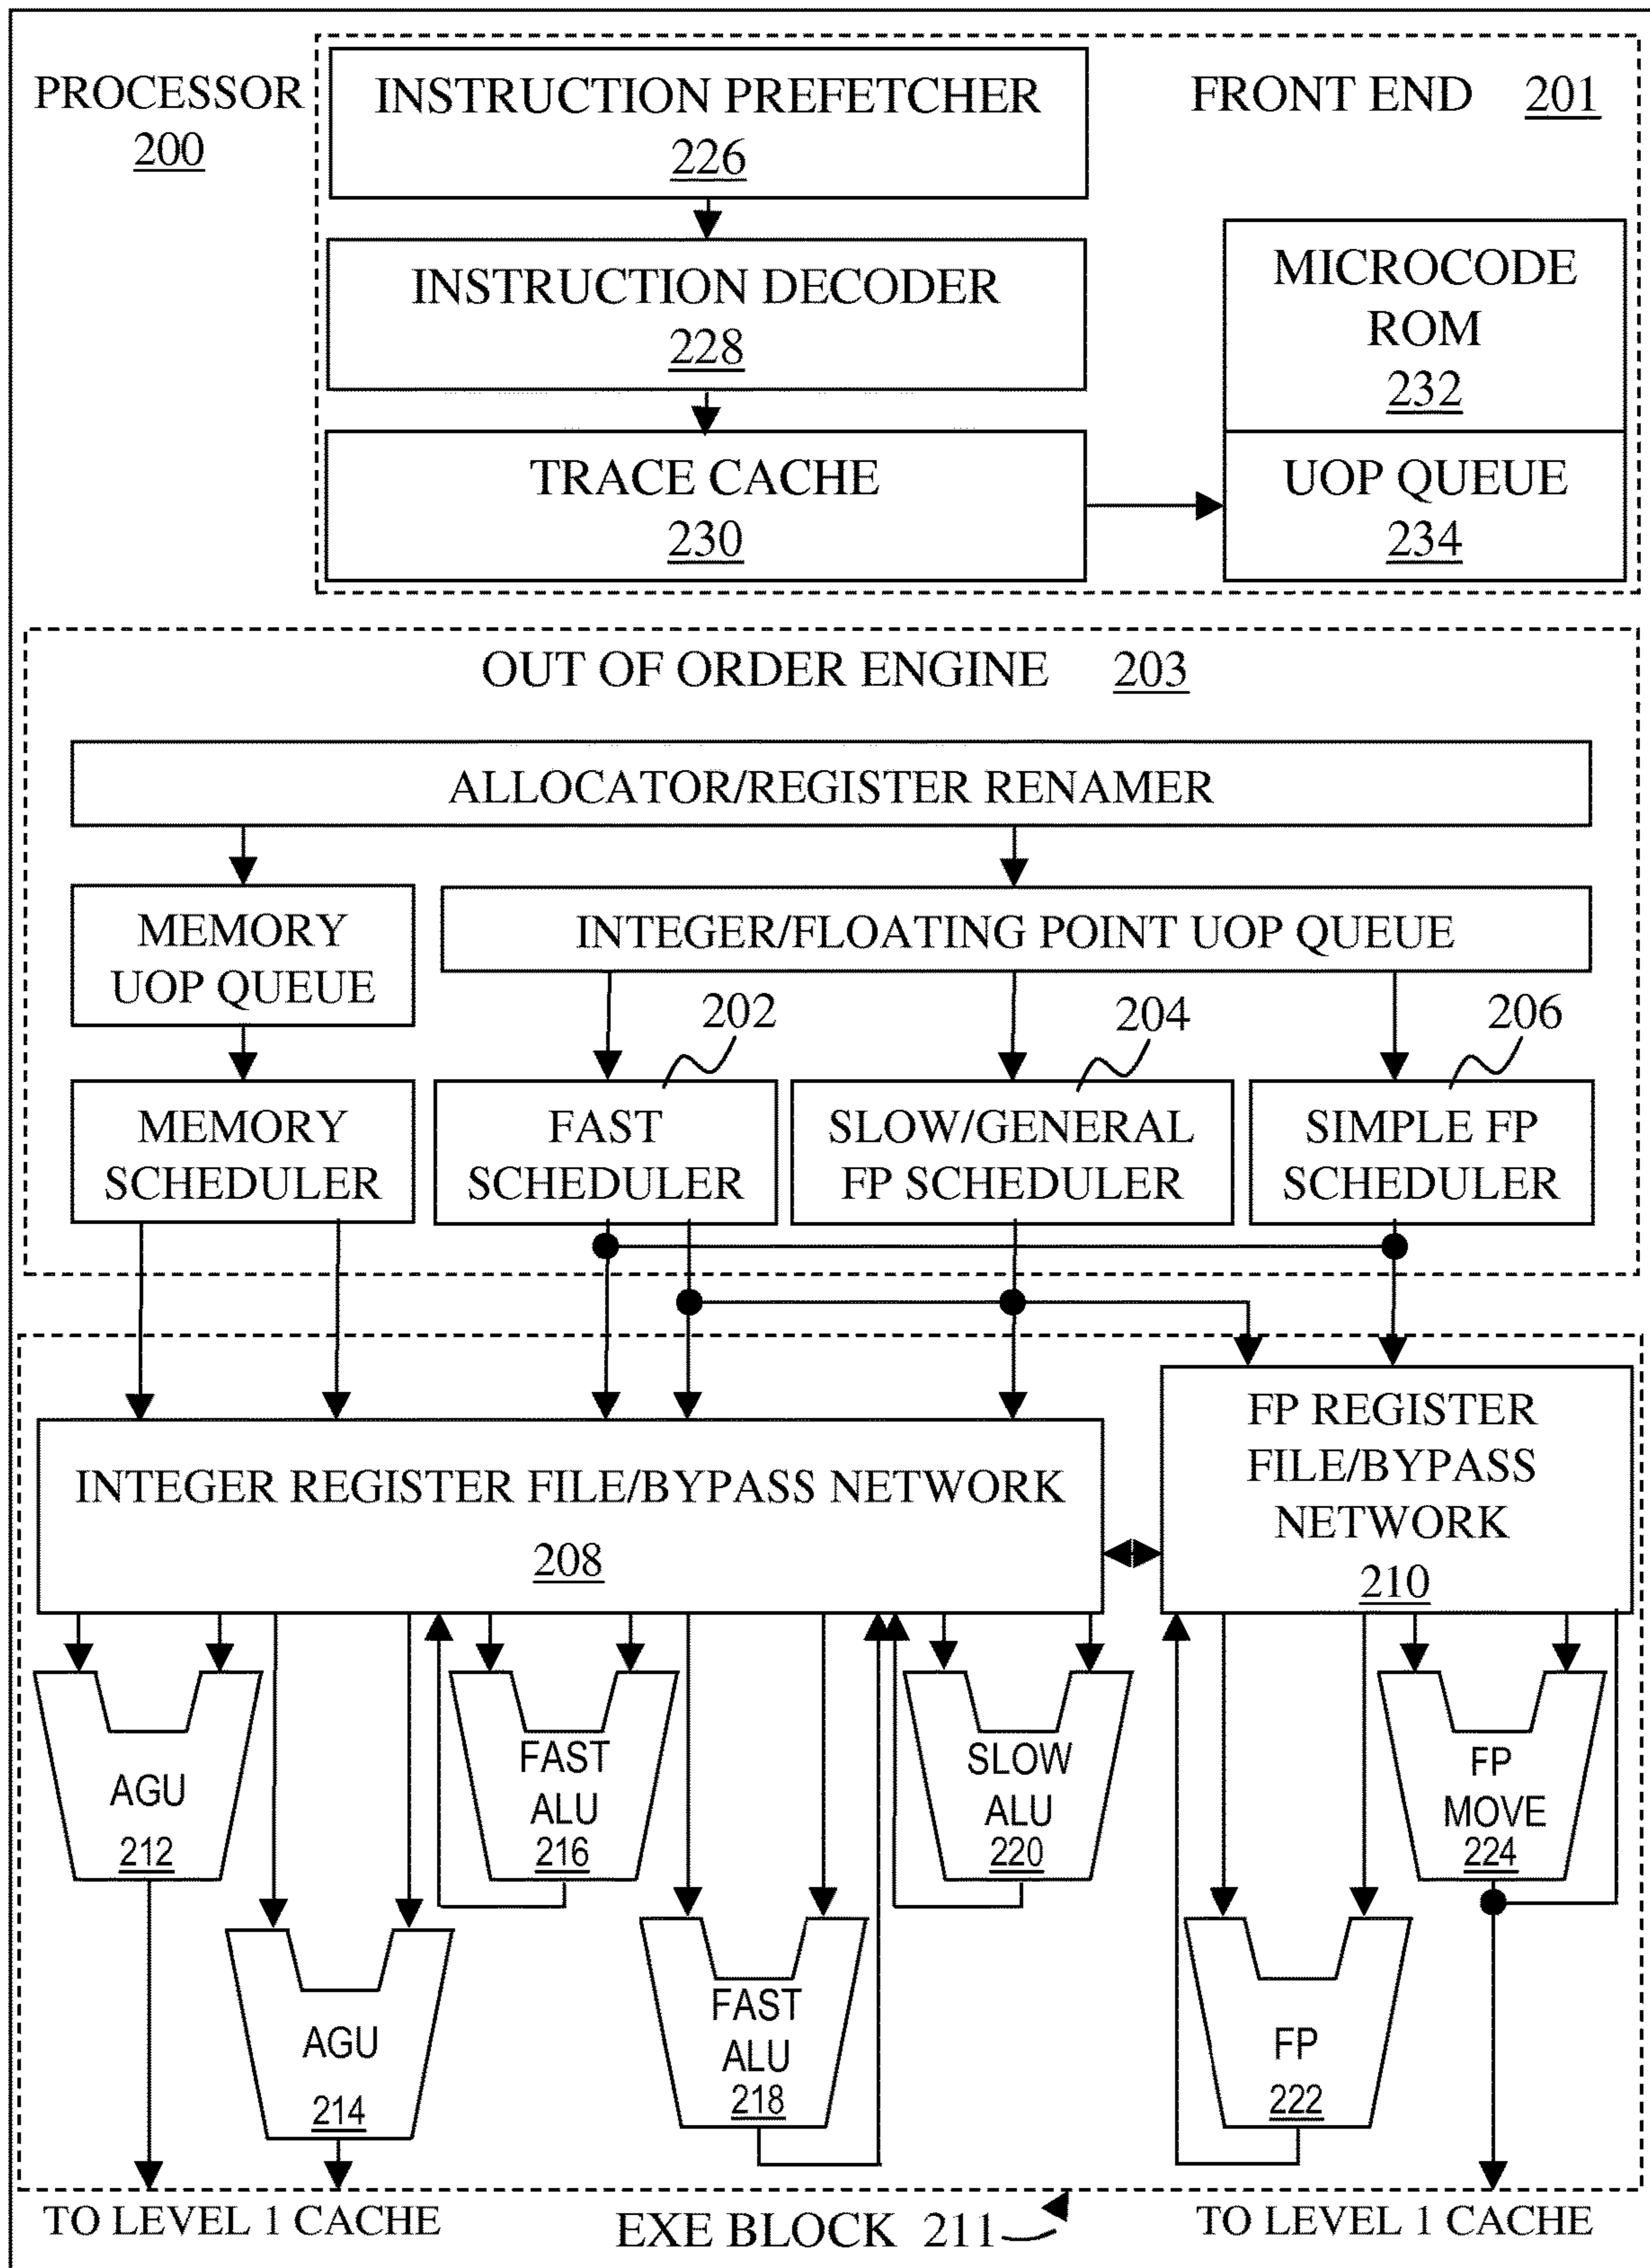 PROCESSOR
200
INSTRUCTION PREFETCHER
226
FRONT END 201
INSTRUCTION DECODER
228
MICROCODE
ROM
232
TRACE CACHE
230
UOP QUEUE
234
OUT OF ORDER ENGINE 203
ALLOCATOR/REGISTER RENAMER
MEMORY
UOP QUEUE
INTEGER/FLOATING POINT UOP QUEUE
202
204
206
MEMORY
SCHEDULER
FAST
SCHEDULER
SLOW/GENERAL
FP SCHEDULER
SIMPLE FP
SCHEDULER
INTEGER REGISTER FILE/BYPASS NETWORK
208
FP REGISTER
FILE/BYPASS
NETWORK
210
AGU
212
FAST
ALU
216
SLOW
ALU
220
FP
MOVE
224
AGU
214
FAST
ALU
218
FP
222
TO LEVEL 1 CACHE
EXE BLOCK 211
TO LEVEL 1 CACHE